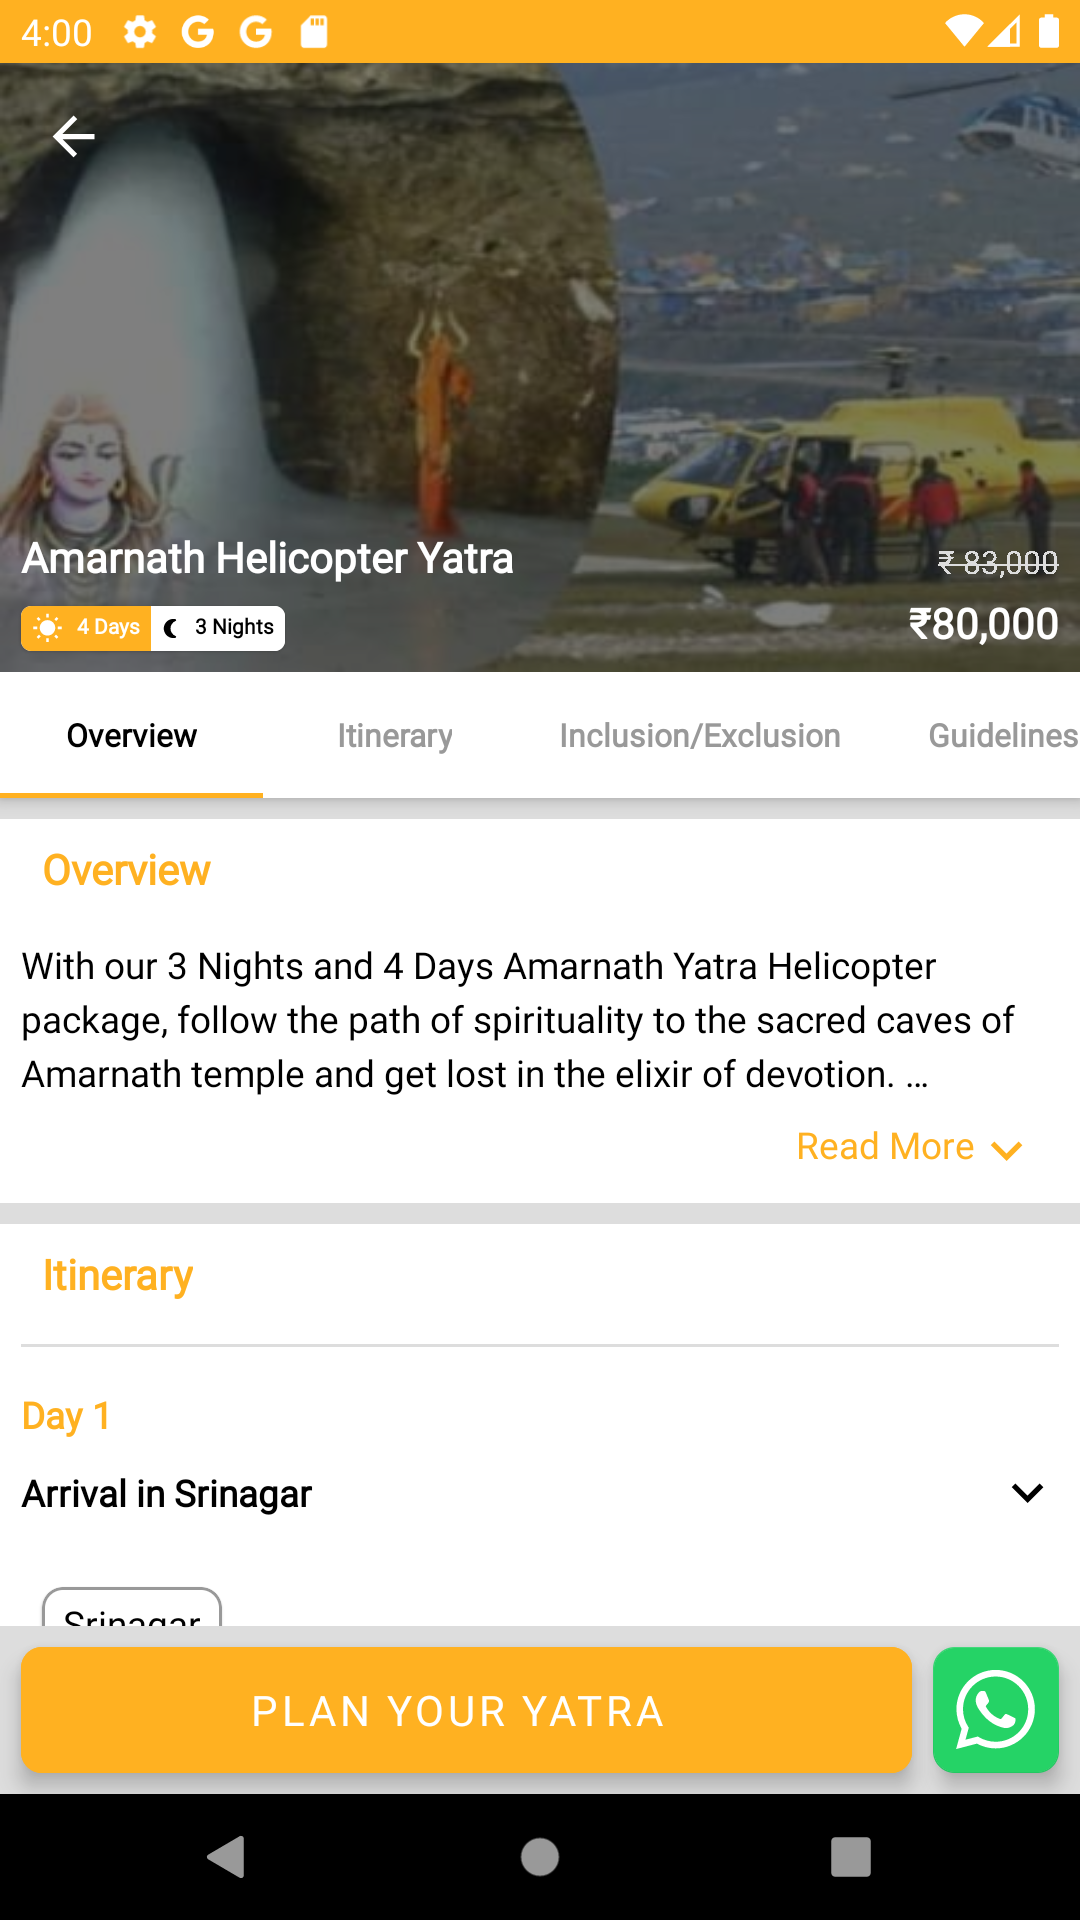 4:00
Amarnath Helicopter Yatra
₹ 83,000
4 Days
3 Nights
₹80,000
Overview
Itinerary
Inclusion/Exclusion
Guidelines
Overview
With our 3 Nights and 4 Days Amarnath Yatra Helicopter
package, follow the path of spirituality to the sacred caves of
Amarnath temple and get lost in the elixir of devotion. ...
Read More
Itinerary
Day 1
Arrival in Srinagar
Srinagar
PLAN YOUR YATRA